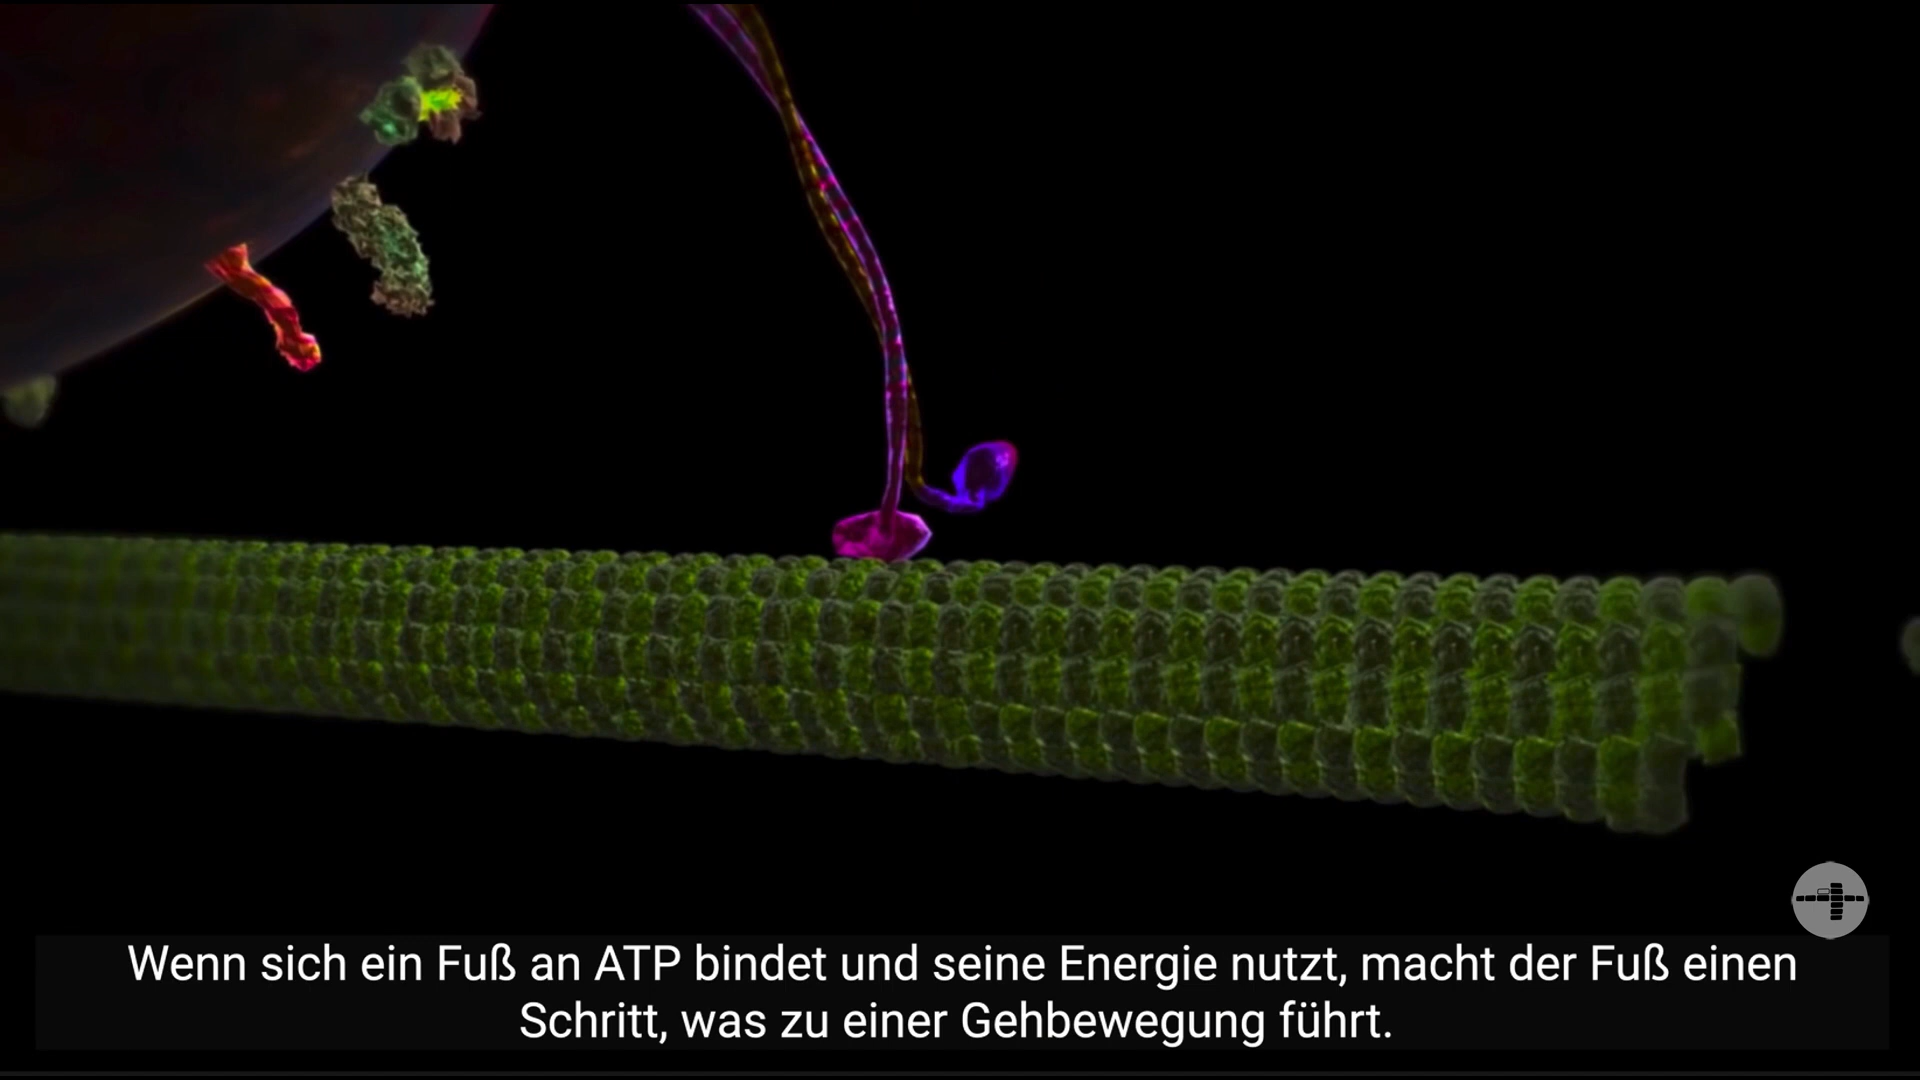 Wenn sich ein Fuß an ATP bindet und seine Energie nutzt, macht der Fuß einen
Schritt, was zu einer Gehbewegung führt.